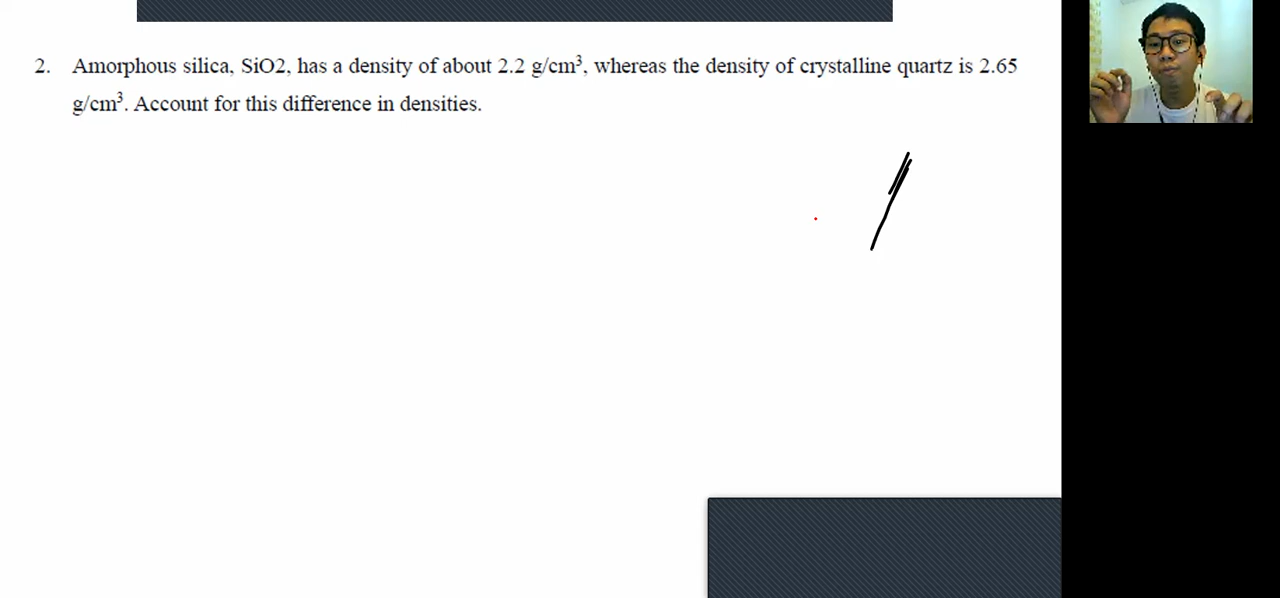 2. Amorphous silica, SiO2, has a density of about 2.2 g/cm³, whereas the density of crystalline quartz is 2.65
g/cm³. Account for this difference in densities.